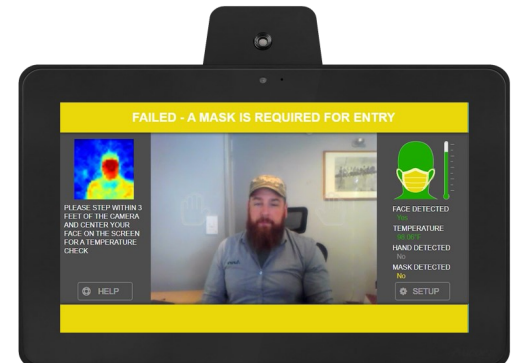 FAILED - A MASK IS REQUIRED FOR ENTRY
PLEASE STEP WITHIN 3
FEET OF THE CAMERA
AND CENTER YOUR
FACE ON THE SCREEN
FOR A TEMPERATURE
CHECK
HELP
FACE DETECTED
Yes
TEMPERATURE
HAND DETECTED
No
MASK DETECTED
No
SETUP